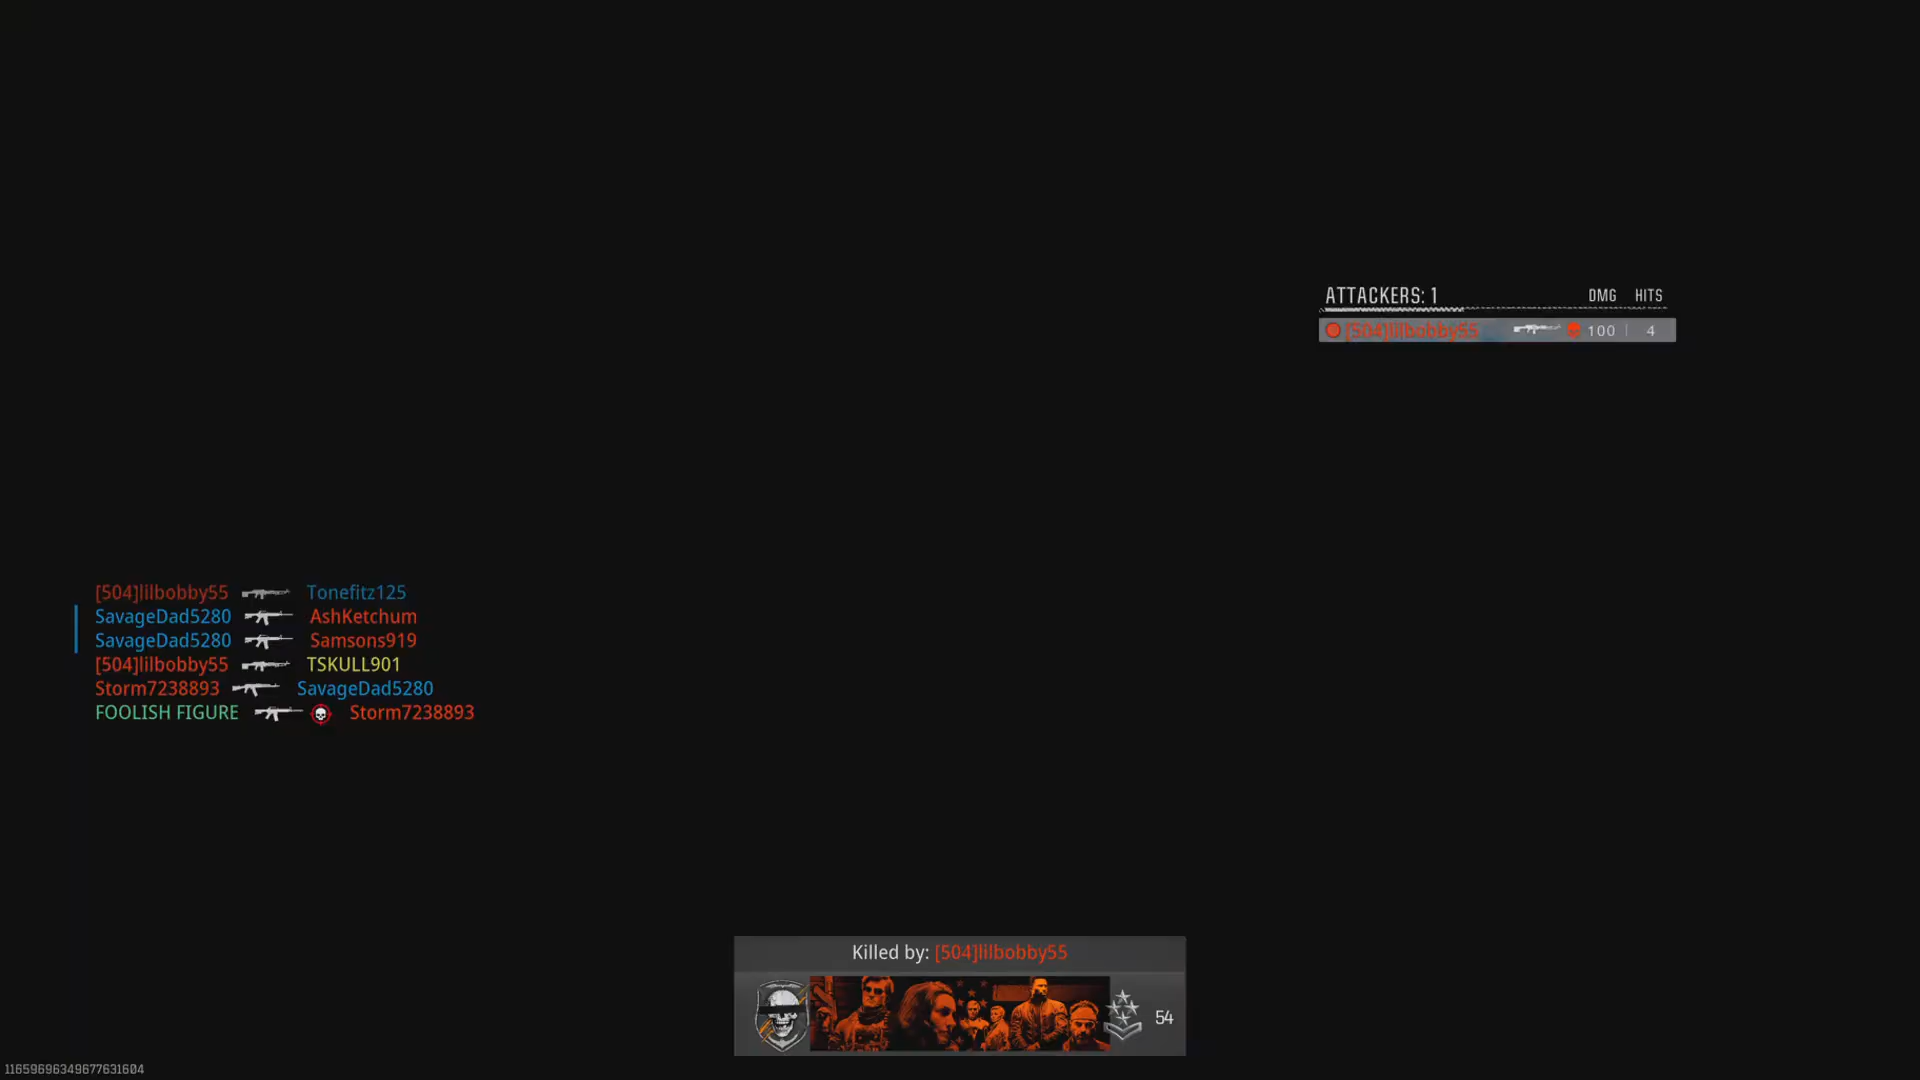 ATTACKERS: 1 DMG HITS
[504]lilbobby55 100 4
[504]lilbobby55 Tonefitz125
SavageDad5280 AshKetchum
SavageDad5280 Samsons919
[504]lilbobby55 TSKULL901
Storm7238893 SavageDad5280
FOOLISH FIGURE Storm7238893
Killed by: [504]lilbobby55
54
11659696349677631604